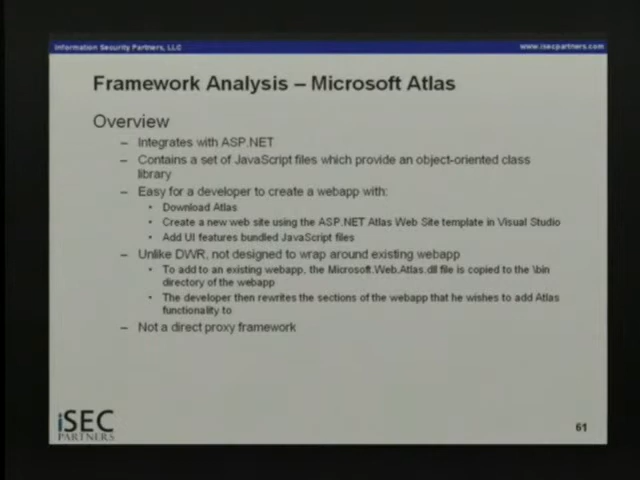 Information Security Partners, LLC
www.isecpartners.com
Framework Analysis – Microsoft Atlas
Overview
– Integrates with ASP.NET
– Contains a set of JavaScript files which provide an object-oriented class
library
– Easy for a developer to create a webapp with:
• Download Atlas
• Create a new web site using the ASP.NET Atlas Web Site template in Visual Studio
• Add UI features bundled JavaScript files
– Unlike DWR, not designed to wrap around existing webapp
• To add to an existing webapp, the Microsoft.Web.Atlas.dll file is copied to the \bin
directory of the webapp
• The developer then rewrites the sections of the webapp that he wishes to add Atlas
functionality to
– Not a direct proxy framework
iSEC
PARTNERS
61